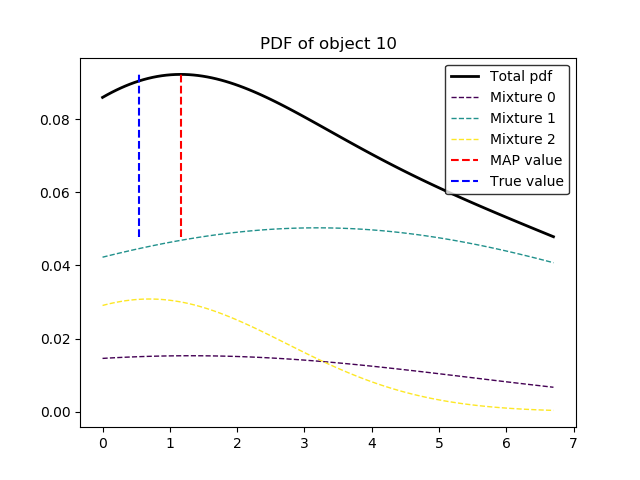 PDF of object 10
Total pdf
Mixture 0
Mixture 1
Mixture 2
MAP value
True value
0.08
0.06
0.04
0.02
0.00
0 1 2 3 4 5 6 7